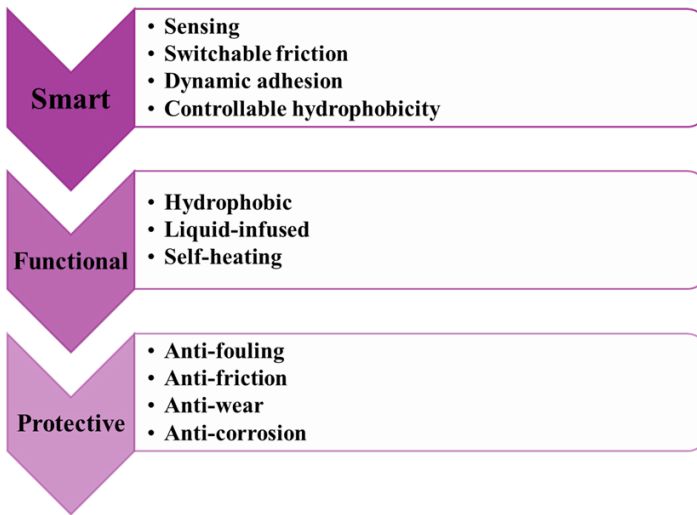 Smart
• Sensing
• Switchable friction
• Dynamic adhesion
• Controllable hydrophobicity
Functional
• Hydrophobic
• Liquid-infused
• Self-heating
Protective
• Anti-fouling
• Anti-friction
• Anti-wear
• Anti-corrosion